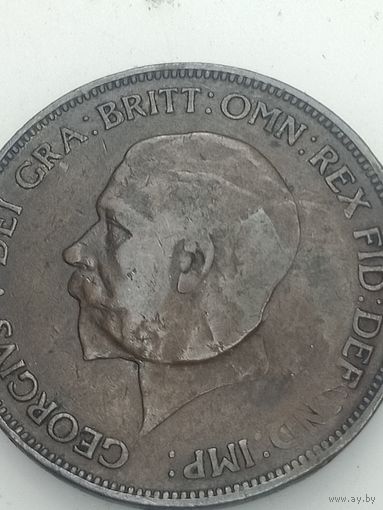 GEORGIVS V DEI GRA: BRITT: OMN: REX FID: DEF: IND: IMP:
www.ay.by